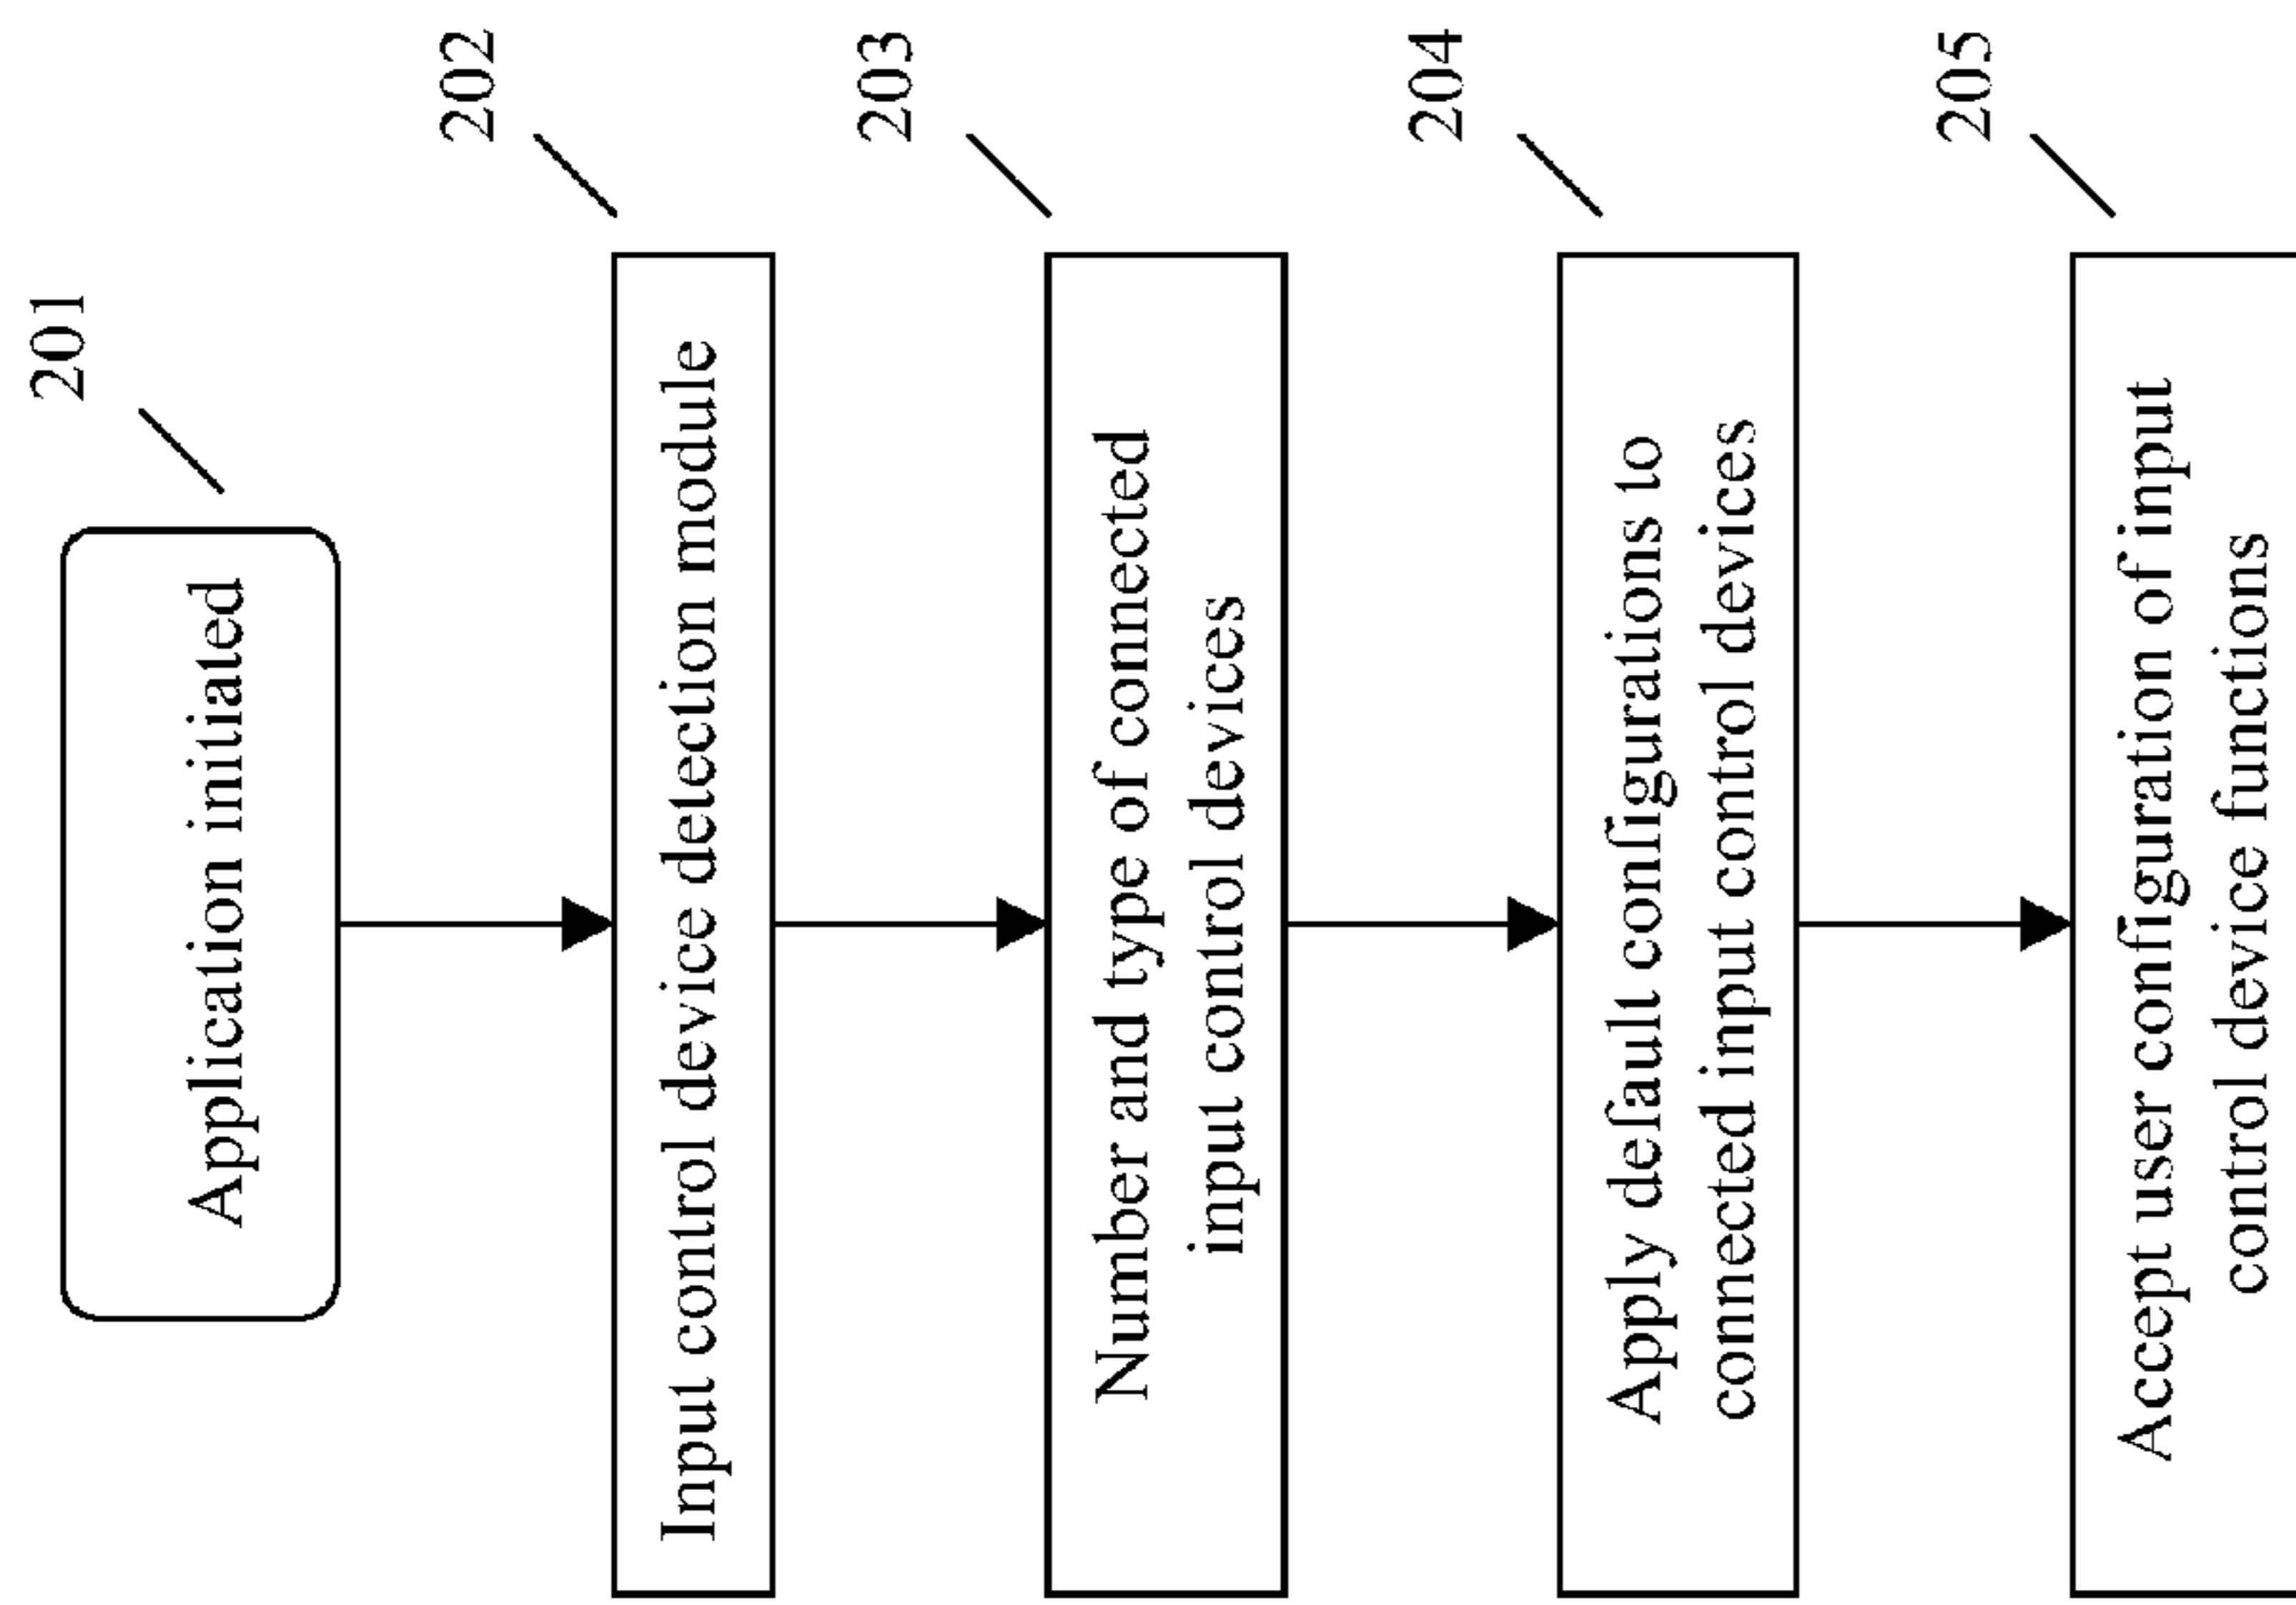 201
Application initiated
202
Input control device detection module
203
Number and type of connected
input control devices
204
Apply default configurations to
connected input control devices
205
Accept user configuration of input
control device functions